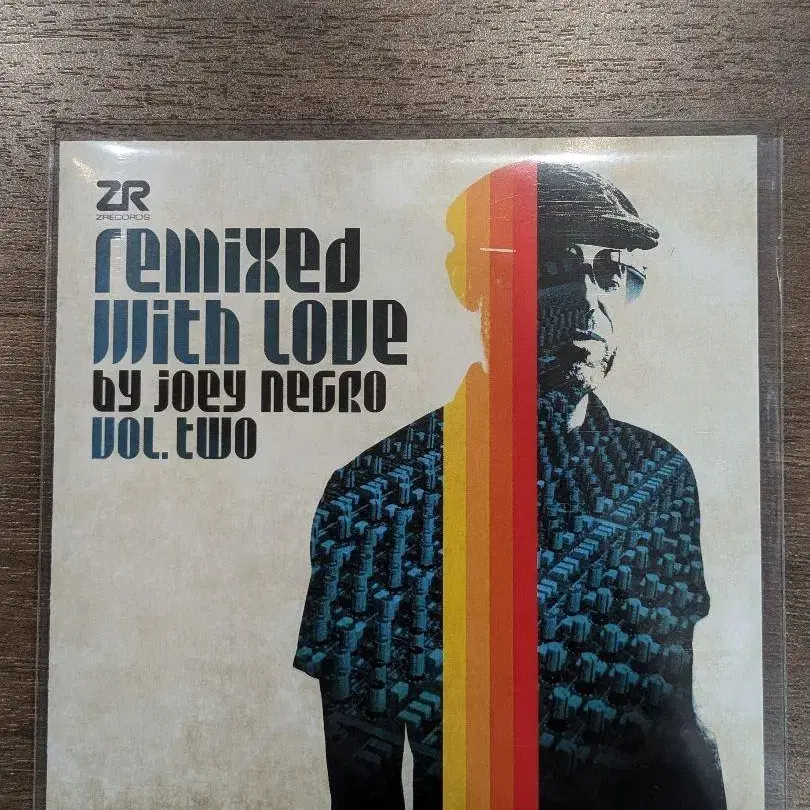 ZR
ZRECORDS
remixed
with love
by joey negro
vol. two